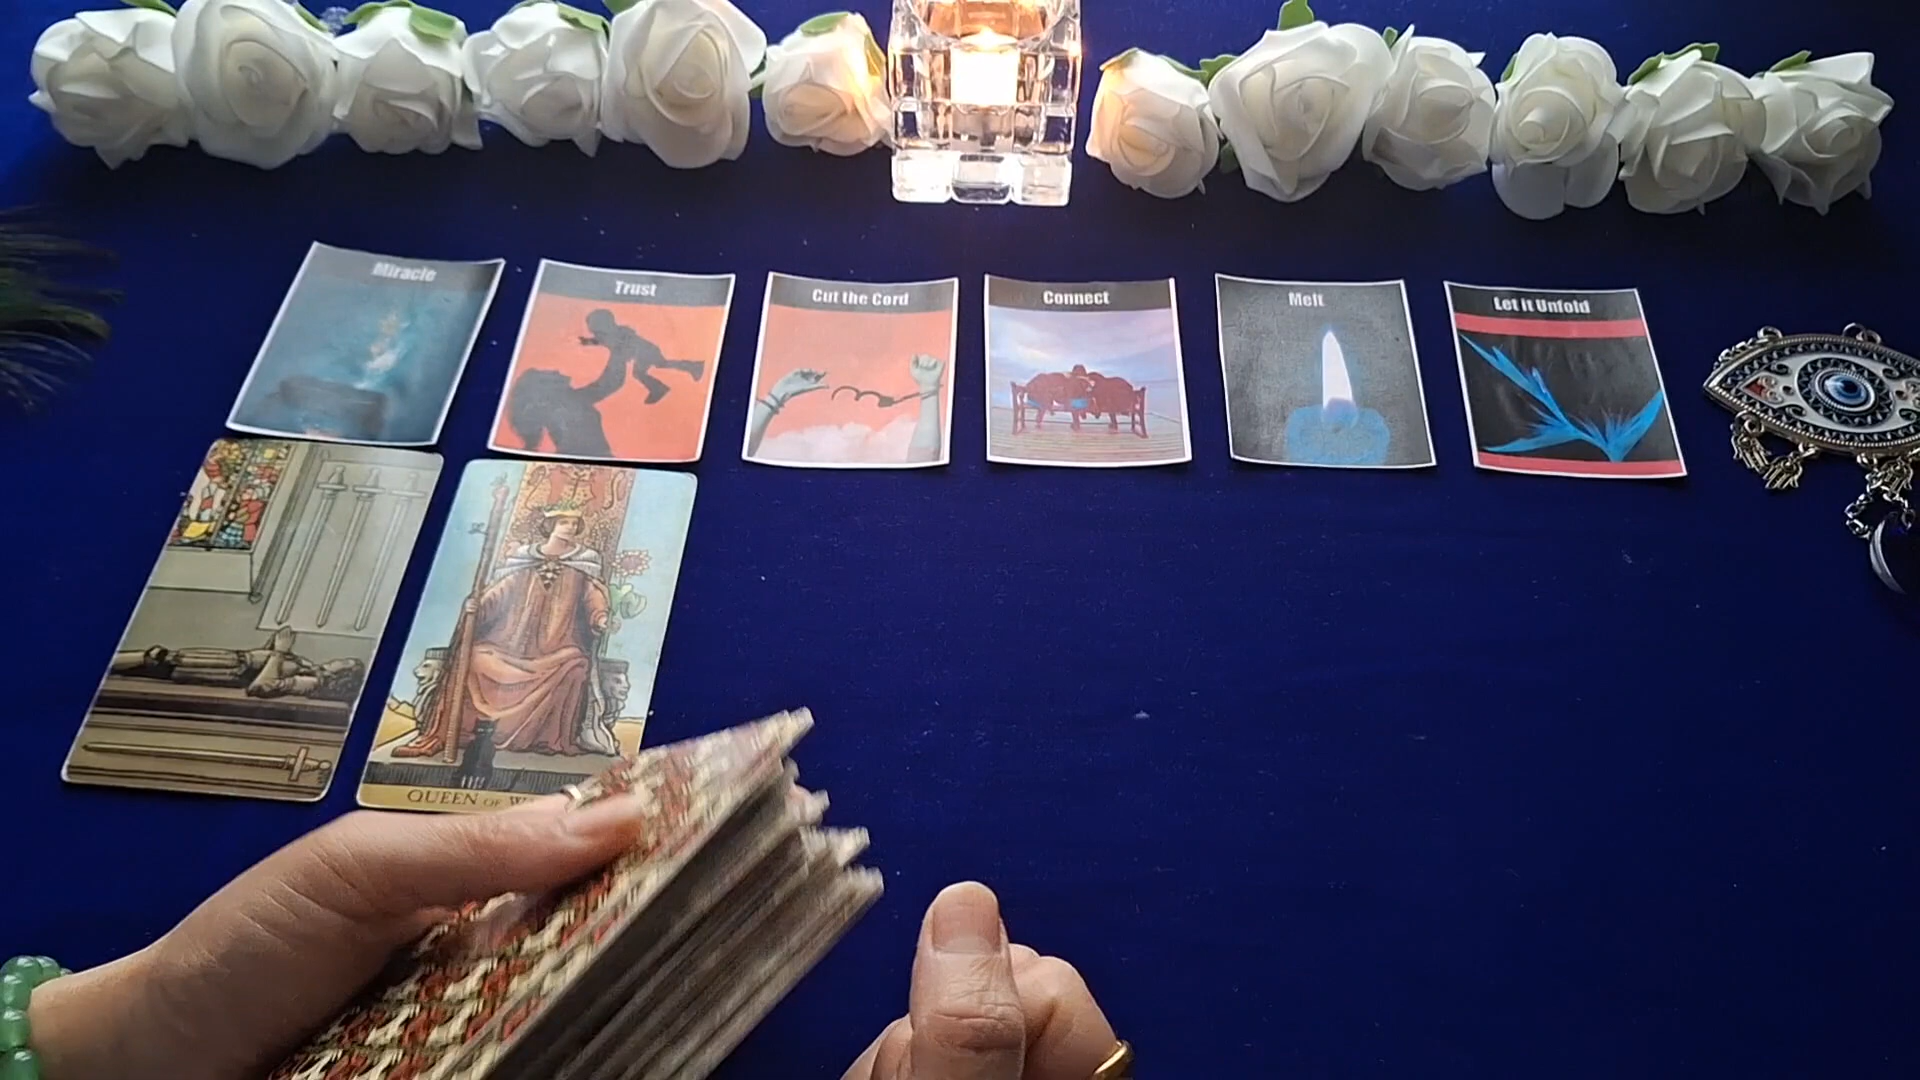 Miracle
Trust
Cut the Cord
Connect
Melt
Let it Unfold
QUEEN OF